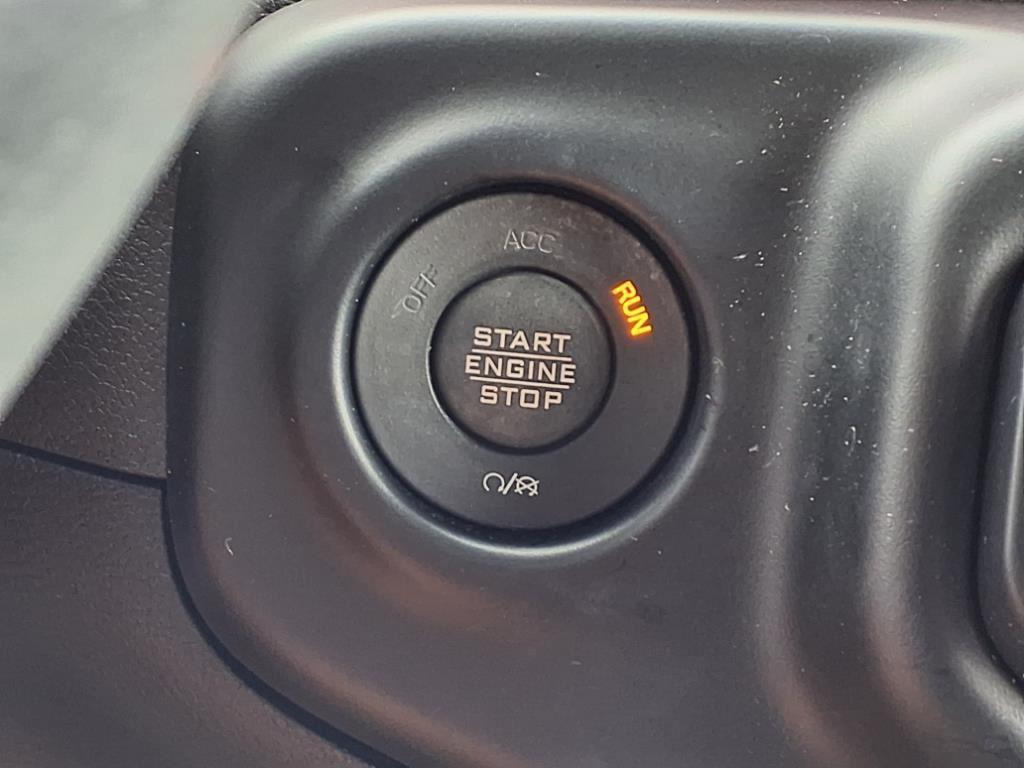 OFF
ACC
RUN
START
ENGINE
STOP